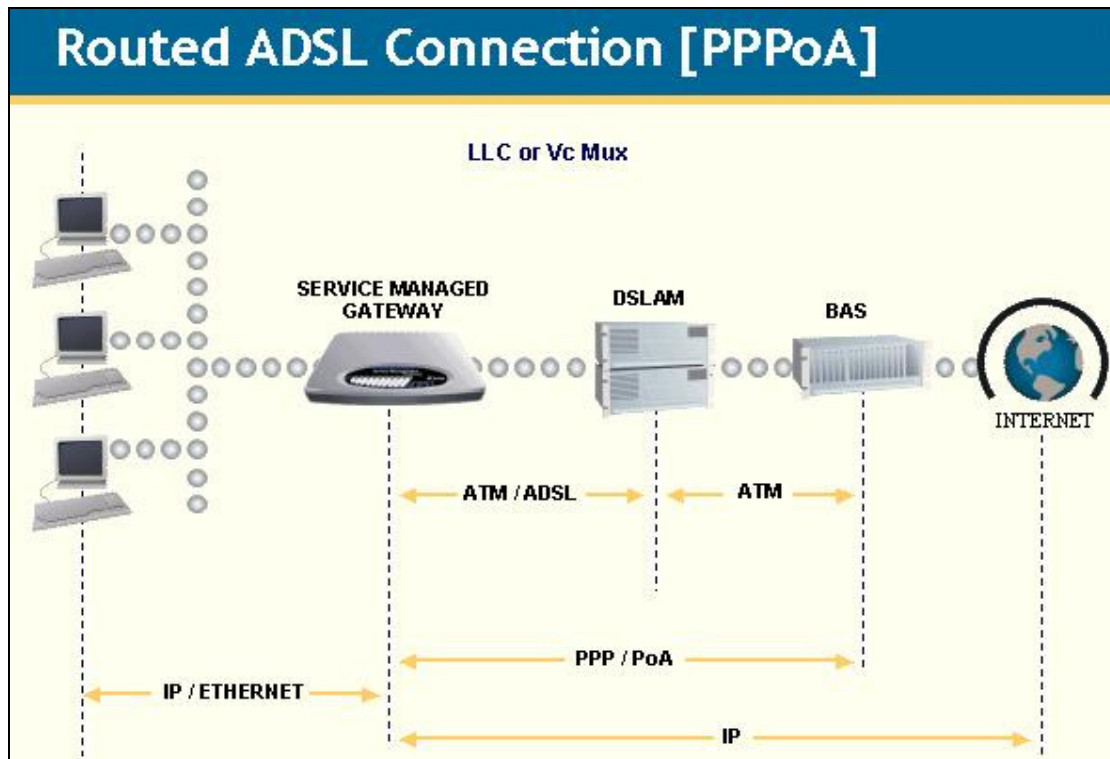 Routed ADSL Connection [PPPoA]
LLC or Vc Mux
SERVICE MANAGED
GATEWAY
DSLAM
BAS
INTERNET
ATM / ADSL
ATM
PPP / PoA
IP / ETHERNET
IP